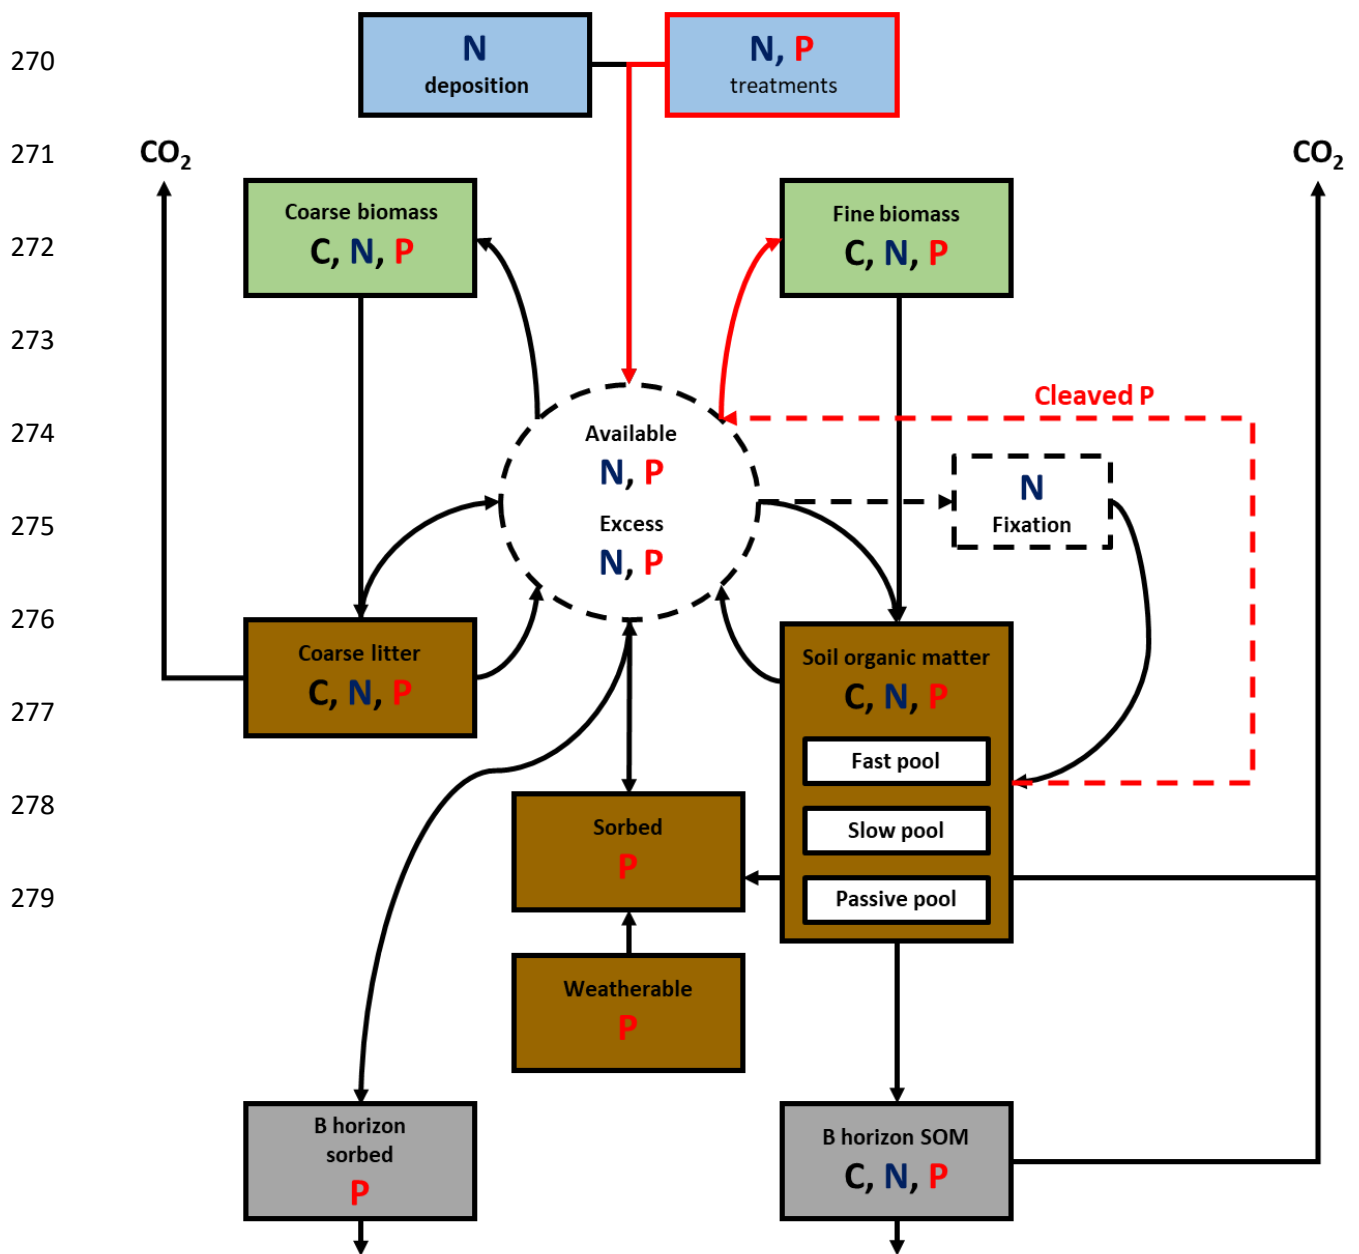 270
N
deposition
N, P
treatments
271
CO₂
CO₂
Coarse biomass
C, N, P
Fine biomass
C, N, P
272
273
Cleaved P
274
Available
N, P
Excess
N, P
N
Fixation
275
276
Coarse litter
C, N, P
Soil organic matter
C, N, P
277
Fast pool
278
Sorbed
P
Slow pool
279
Passive pool
Weatherable
P
B horizon
sorbed
P
B horizon SOM
C, N, P